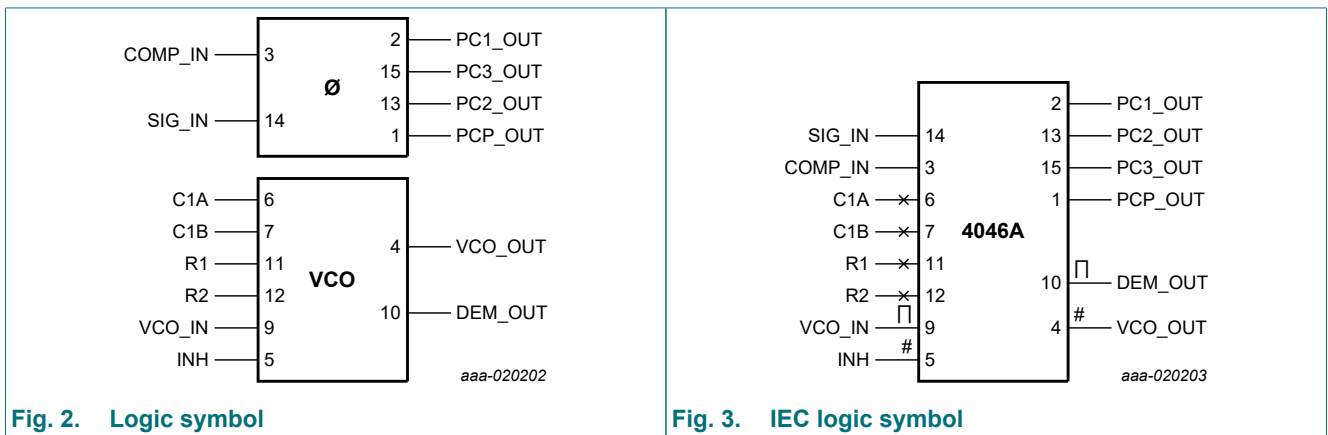 COMP_IN 3
SIG_IN 14
Ø
2 PC1_OUT
15 PC3_OUT
13 PC2_OUT
1 PCP_OUT
C1A 6
C1B 7
R1 11
R2 12
VCO_IN 9
INH 5
VCO
4 VCO_OUT
10 DEM_OUT
aaa-020202
Fig. 2. Logic symbol
SIG_IN 14
COMP_IN 3
C1A × 6
C1B × 7
R1 × 11
R2 × 12
VCO_IN ∏ 9
INH # 5
4046A
2 PC1_OUT
13 PC2_OUT
15 PC3_OUT
1 PCP_OUT
10 ∏ DEM_OUT
4 # VCO_OUT
aaa-020203
Fig. 3. IEC logic symbol